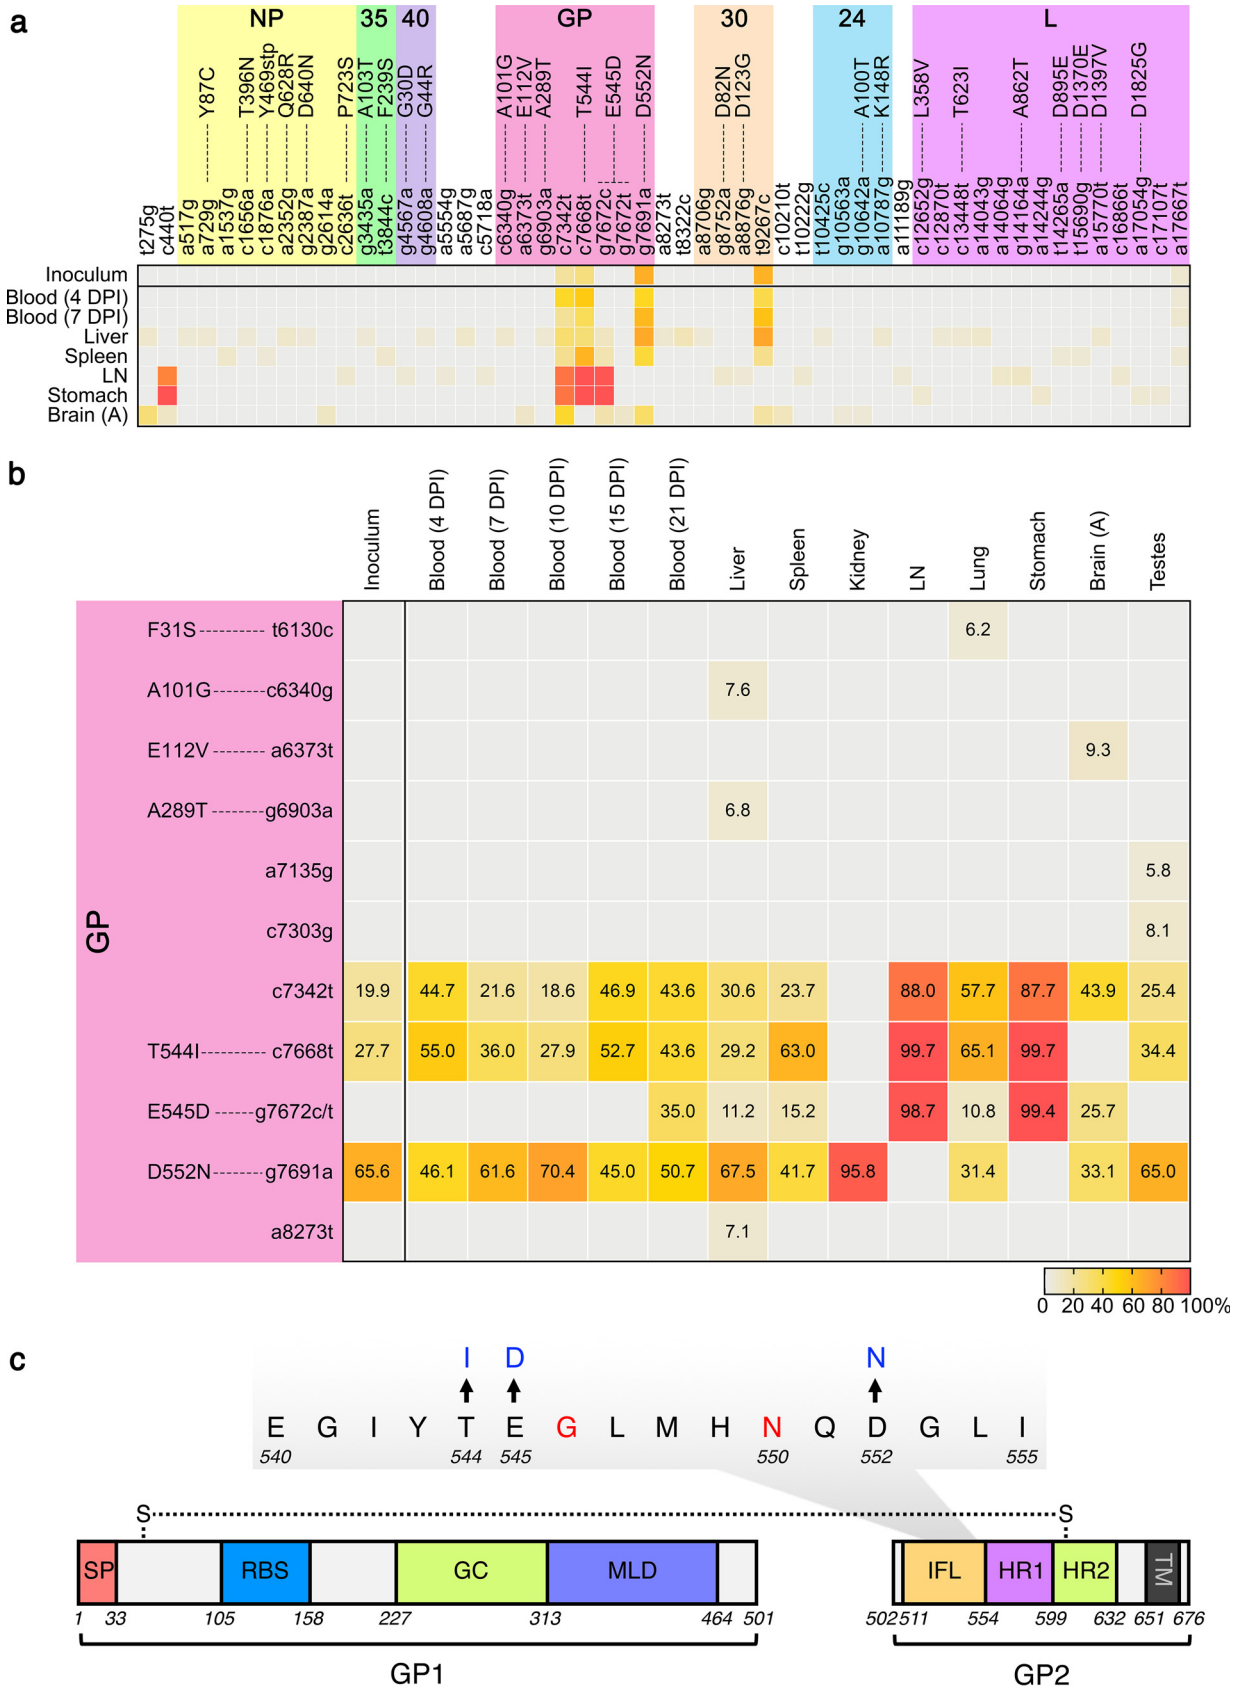 a
NP 35 40 GP 30 24 L
Y87C T396N Y469stp Q628R D640N P723S A103T F239S G30D G44R A101G E112V A289T T544I E545D D552N D82N D123G A100T K148R L358V T623I A862T D895E D1370E D1397V D1825G
t275g c440t a517g a729g a1537g c1656a c1876a a2352g g2387a g2614a c2636t g3435a t3844c g4567a g4608a a5554g a5687g c5718a c6340g a6373t g6903a c7342t c7668t g7672c g7672t g7691a a8273t t8322c a8706g g8752a a8876g t9267c c10210t t10222g t10425c g10563a g10642a a10787g a11189g c12652g c12870t c13448t a14043g a14064g g14164a a14244g t14265a t15690g a15770t c16866t a17054g c17107t a17667t
Inoculum
Blood (4 DPI)
Blood (7 DPI)
Liver
Spleen
LN
Stomach
Brain (A)
b
Inoculum Blood (4 DPI) Blood (7 DPI) Blood (10 DPI) Blood (15 DPI) Blood (21 DPI) Liver Spleen Kidney LN Lung Stomach Brain (A) Testes
GP
F31S t6130c 6.2
A101G c6340g 7.6
E112V a6373t 9.3
A289T g6903a 6.8
a7135g 5.8
c7303g 8.1
c7342t 19.9 44.7 21.6 18.6 46.9 43.6 30.6 23.7 88.0 57.7 87.7 43.9 25.4
T544I c7668t 27.7 55.0 36.0 27.9 52.7 43.6 29.2 63.0 99.7 65.1 99.7 34.4
E545D g7672c/t 35.0 11.2 15.2 98.7 10.8 99.4 25.7
D552N g7691a 65.6 46.1 61.6 70.4 45.0 50.7 67.5 41.7 95.8 31.4 33.1 65.0
a8273t 7.1
0 20 40 60 80 100%
c
I D N
E G I Y T E G L M H N Q D G L I
540 544 545 550 552 555
S S
SP RBS GC MLD IFL HR1 HR2 TM
1 33 105 158 227 313 464 501 502 511 554 599 632 651 676
GP1 GP2